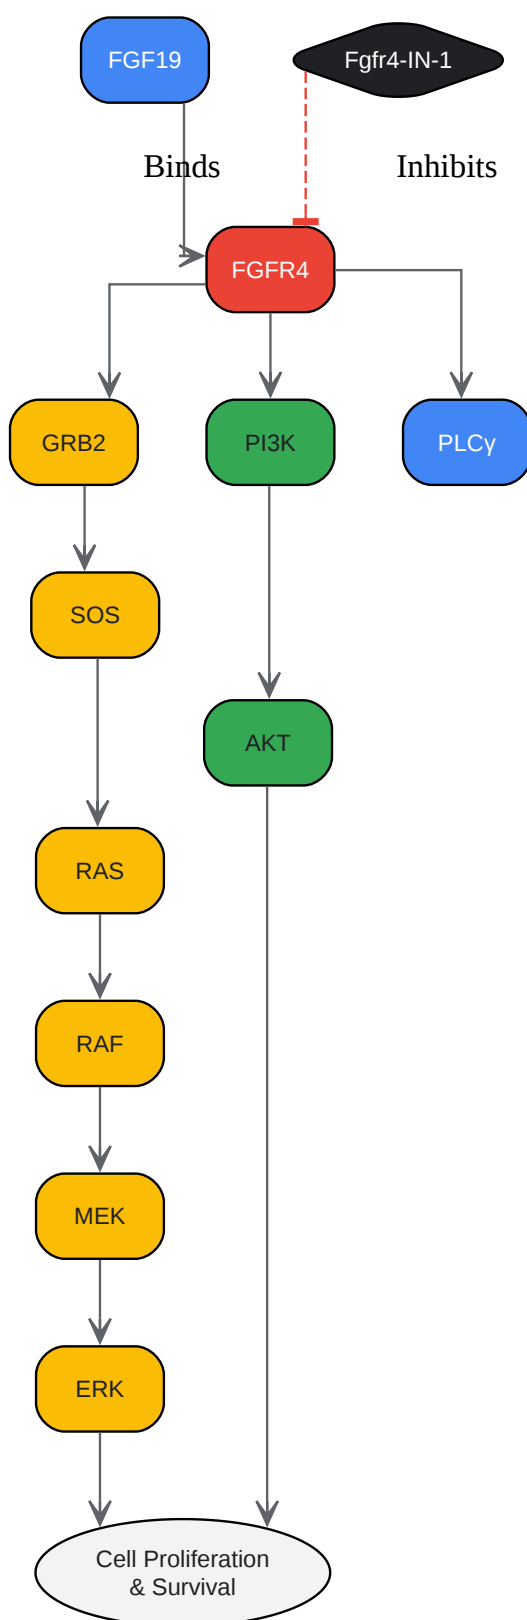 FGF19
Fgfr4-IN-1
Binds
Inhibits
FGFR4
GRB2
PI3K
PLCγ
SOS
AKT
RAS
RAF
MEK
ERK
Cell Proliferation
& Survival